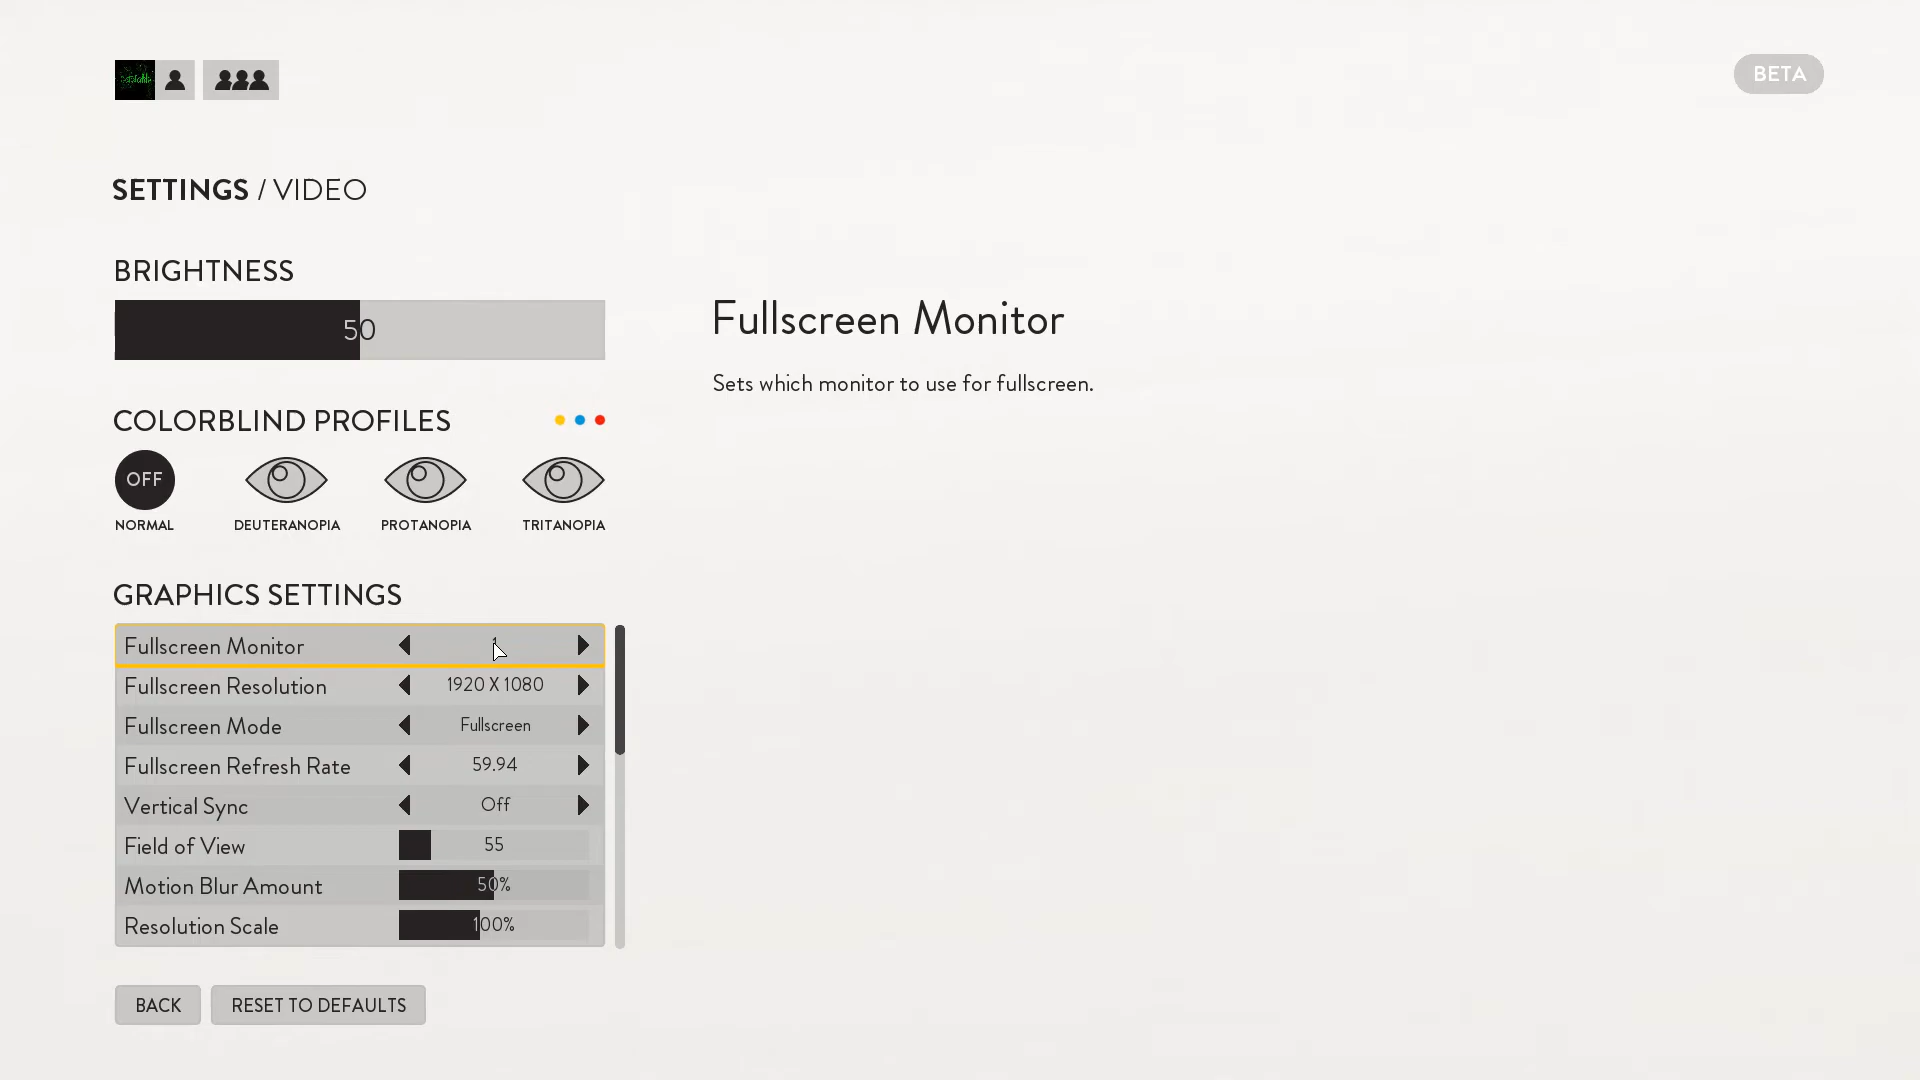 BETA
SETTINGS / VIDEO
BRIGHTNESS
50
Fullscreen Monitor
Sets which monitor to use for fullscreen.
COLORBLIND PROFILES
OFF
NORMAL DEUTERANOPIA PROTANOPIA TRITANOPIA
GRAPHICS SETTINGS
Fullscreen Monitor 1
Fullscreen Resolution 1920 X 1080
Fullscreen Mode Fullscreen
Fullscreen Refresh Rate 59.94
Vertical Sync Off
Field of View 55
Motion Blur Amount 50%
Resolution Scale 100%
BACK RESET TO DEFAULTS